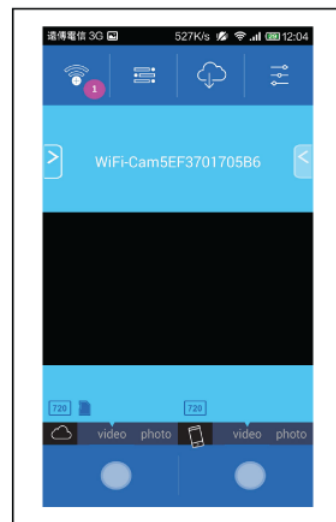 遠傳電信 3G 527K/s 12:04
1
WiFi-Cam5EF3701705B6
720 720
video photo video photo